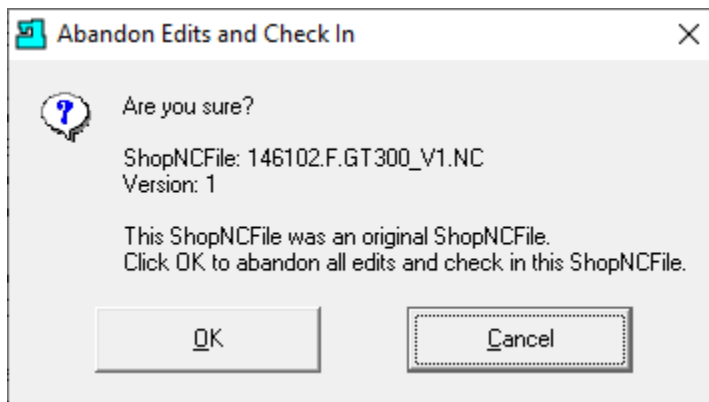 Abandon Edits and Check In
Are you sure?
ShopNCFile: 146102.F.GT300_V1.NC
Version: 1
This ShopNCFile was an original ShopNCFile.
Click OK to abandon all edits and check in this ShopNCFile.
OK
Cancel